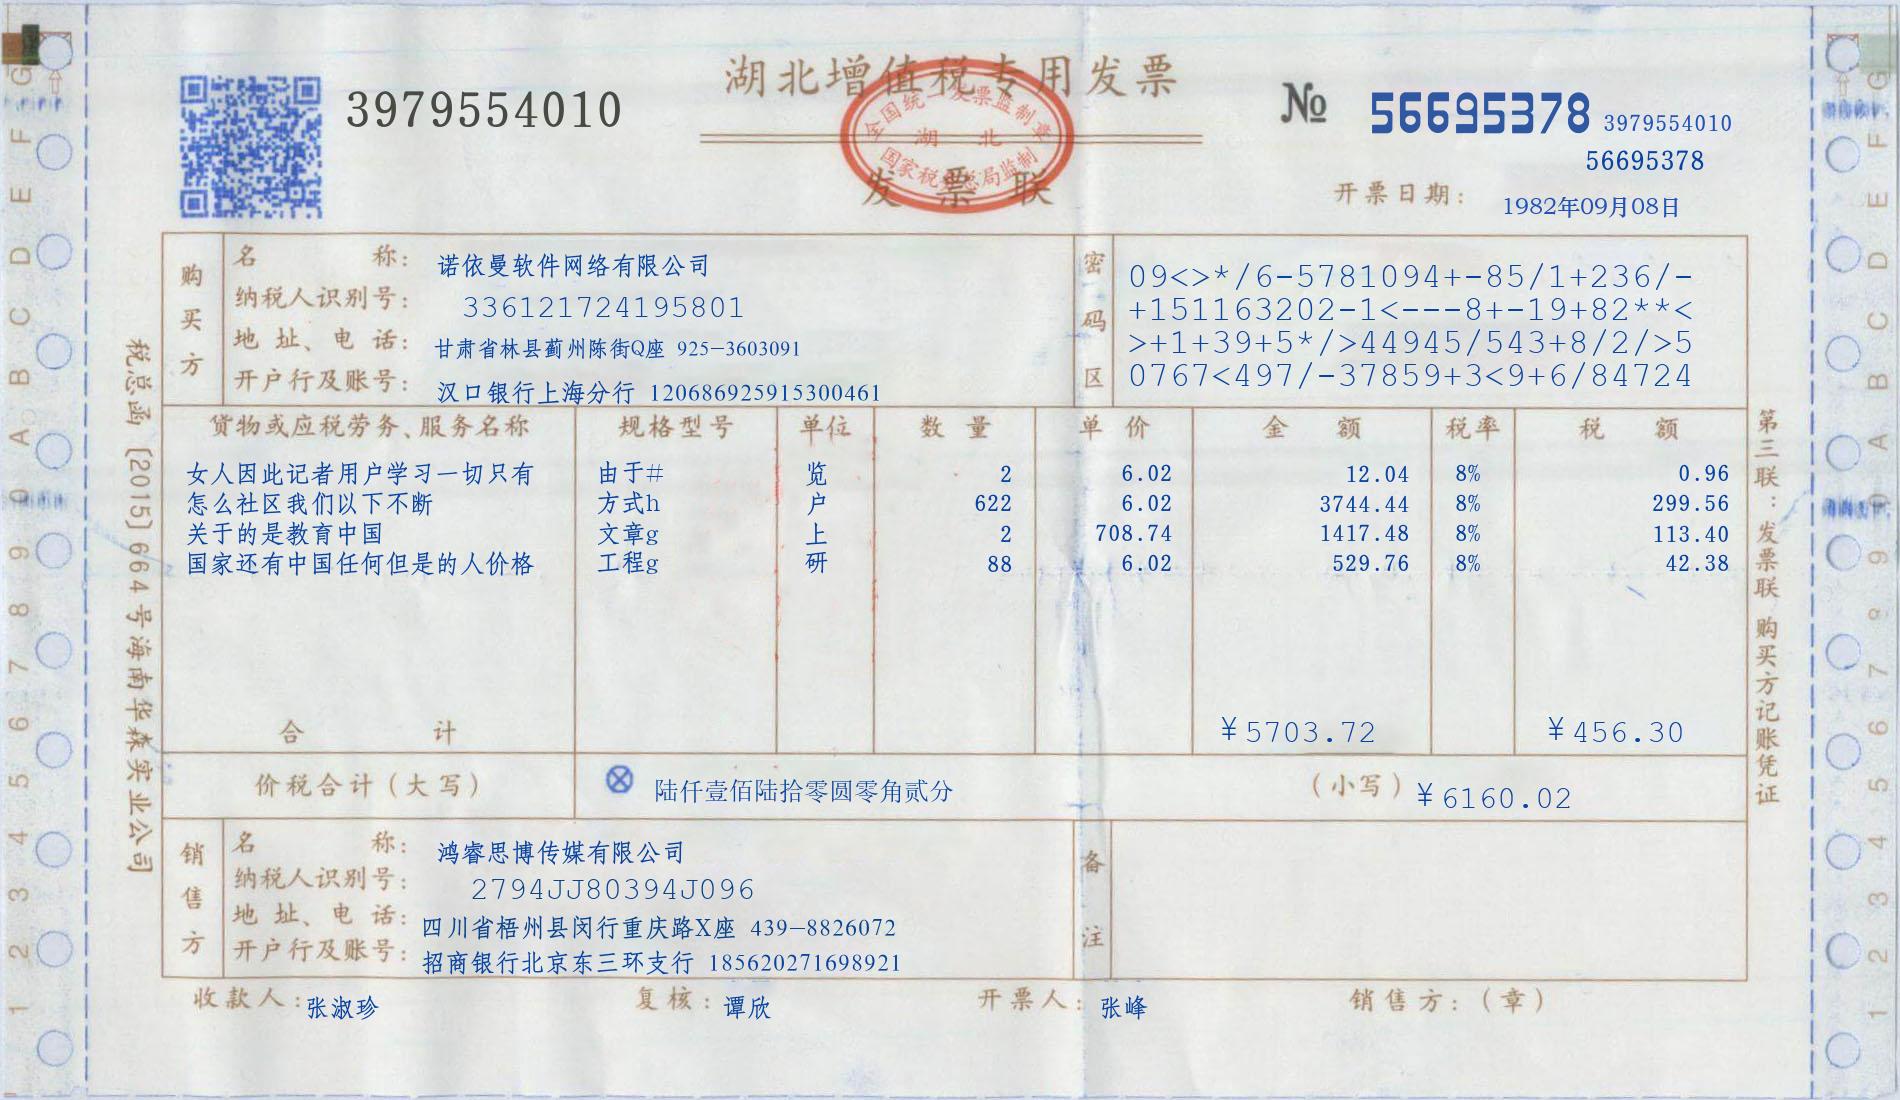 湖北增值税专用发票
全国统一发票监制章
湖 北
国家税务总局监制
发票联
3979554010
№ 56695378 3979554010
56695378
开票日期: 1982年09月08日
购买方
名 称: 诺依曼软件网络有限公司
纳税人识别号: 336121724195801
地址、电话: 甘肃省林县蓟州陈街Q座 925-3603091
开户行及账号: 汉口银行上海分行 120686925915300461
密码区
09<>*/6-5781094+-85/1+236/-
+151163202-1<---8+-19+82**<
>+1+39+5*/>44945/543+8/2/>5
0767<497/-37859+3<9+6/84724
货物或应税劳务、服务名称 规格型号 单位 数量 单价 金额 税率 税额
女人因此记者用户学习一切只有 由于# 览 2 6.02 12.04 8% 0.96
怎么社区我们以下不断 方式h 户 622 6.02 3744.44 8% 299.56
关于的是教育中国 文章g 上 2 708.74 1417.48 8% 113.40
国家还有中国任何但是的人价格 工程g 研 88 6.02 529.76 8% 42.38
合 计 ¥5703.72 ¥456.30
价税合计(大写) ⊗ 陆仟壹佰陆拾零圆零角贰分 (小写) ¥6160.02
销售方
名 称: 鸿睿思博传媒有限公司
纳税人识别号: 2794JJ80394J096
地址、电话: 四川省梧州县闵行重庆路X座 439-8826072
开户行及账号: 招商银行北京东三环支行 185620271698921
备注
收款人: 张淑珍 复核: 谭欣 开票人: 张峰 销售方: (章)
税总函[2015]664号海南华森实业公司
第三联:发票联 购买方记账凭证
G F E D C B A 0 9 8 7 6 5 4 3 2 1
G F E D C B A 0 9 8 7 6 5 4 3 2 1